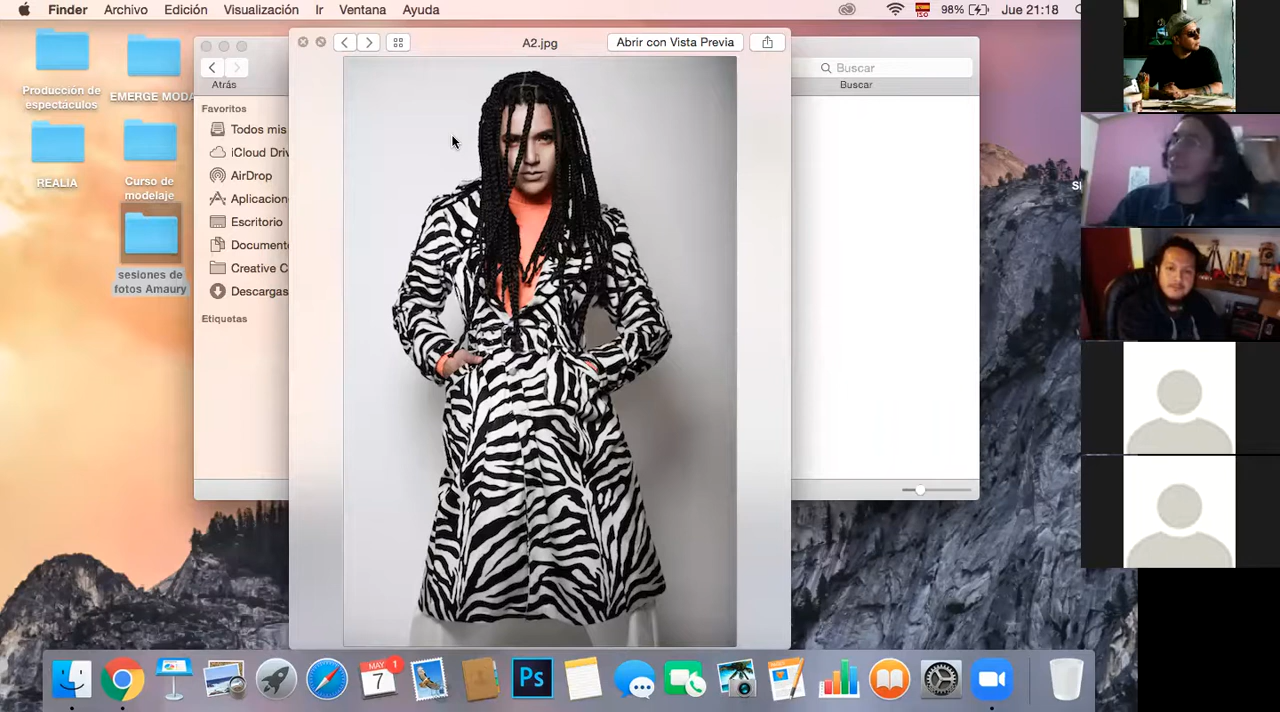 Finder Archivo Edición Visualización Ir Ventana Ayuda
98% Jue 21:18
A2.jpg
Abrir con Vista Previa
Buscar
Buscar
Atrás
Favoritos
Todos mis
iCloud Driv
AirDrop
Aplicacion
Escritorio
Document
Creative C
Descargas
Etiquetas
Producción de
espectáculos
EMERGE MODA
REALIA
Curso de
modelaje
sesiones de
fotos Amaury
MAY
7
1
Ps